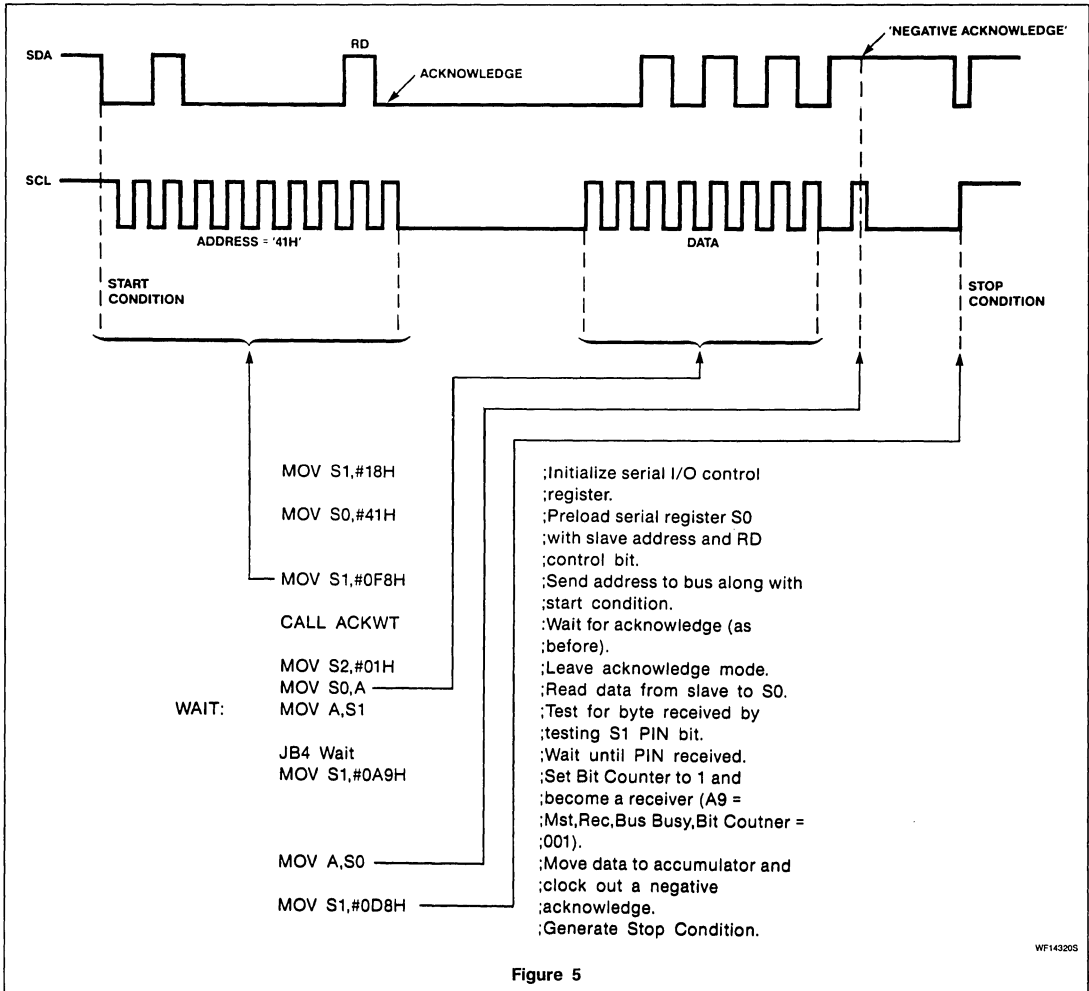 'NEGATIVE ACKNOWLEDGE'
SDA
RD
ACKNOWLEDGE
SCL
ADDRESS = '41H'
DATA
START
CONDITION
STOP
CONDITION
MOV S1,#18H ;Initialize serial I/O control
;register.
MOV S0,#41H ;Preload serial register S0
;with slave address and RD
;control bit.
MOV S1,#0F8H ;Send address to bus along with
;start condition.
CALL ACKWT :Wait for acknowledge (as
;before).
MOV S2,#01H ;Leave acknowledge mode.
MOV S0,A ;Read data from slave to S0.
WAIT: MOV A,S1 ;Test for byte received by
;testing S1 PIN bit.
JB4 Wait ;Wait until PIN received.
MOV S1,#0A9H ;Set Bit Counter to 1 and
;become a receiver (A9 =
;Mst,Rec,Bus Busy,Bit Coutner =
;001).
MOV A,S0 ;Move data to accumulator and
;clock out a negative
MOV S1,#0D8H ;acknowledge.
;Generate Stop Condition.
WF14320S
Figure 5